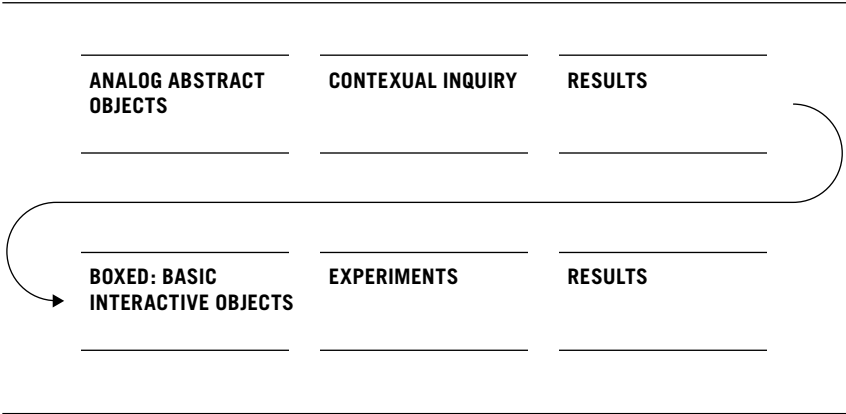 ANALOG ABSTRACT
OBJECTS
CONTEXUAL INQUIRY
RESULTS
BOXED: BASIC
INTERACTIVE OBJECTS
EXPERIMENTS
RESULTS